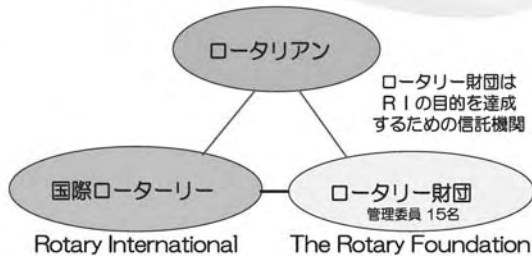 ロータリアン
ロータリー財団は
ＲＩの目的を達成
するための信託機関
国際ローターリー
ロータリー財団
管理委員 15名
Rotary International
The Rotary Foundation